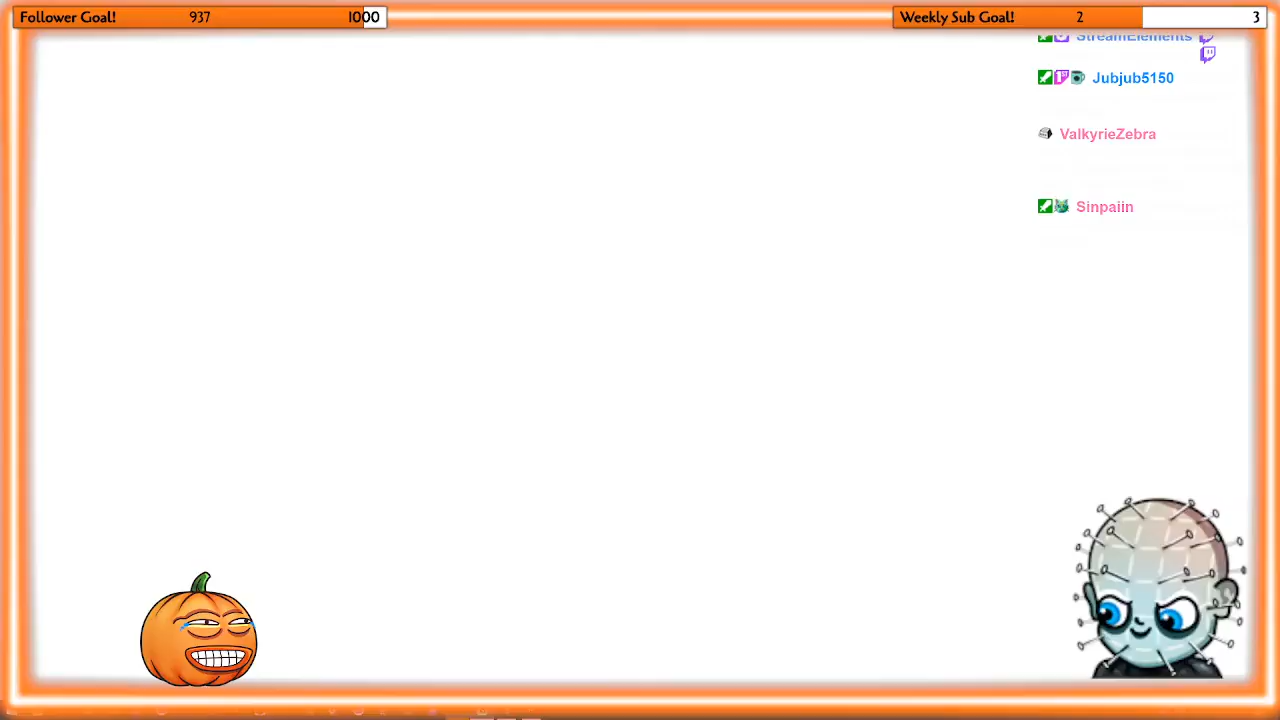 Follower Goal! 937 1000
Weekly Sub Goal! 2 3
StreamElements
Jubjub5150
ValkyrieZebra
Sinpaiin